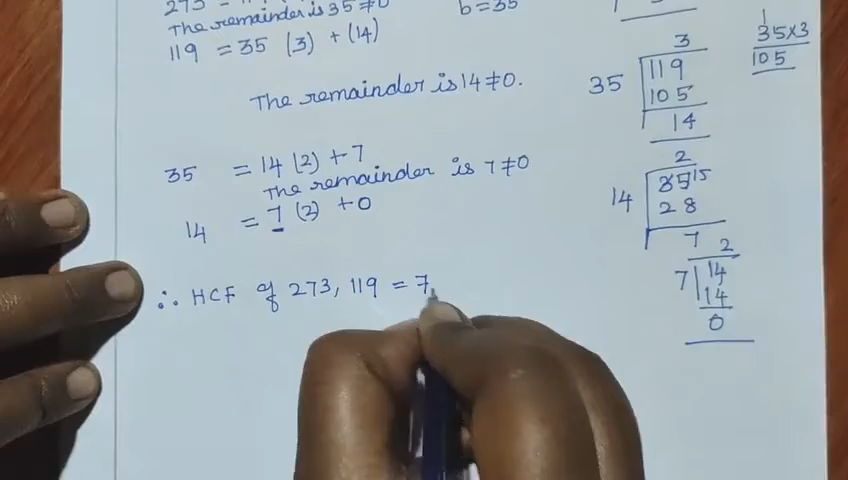 The remainder is 35 ≠0
b=35
119 = 35 (3) + (14)
The remainder is 14 ≠0.
35 = 14 (2) + 7
The remainder is 7 ≠0
14 = 7 (2) + 0
∴ HCF of 273, 119 = 7
3
35 119
105
14
2
14 35 15
28
7 2
7 14
14
0
1
35×3
105